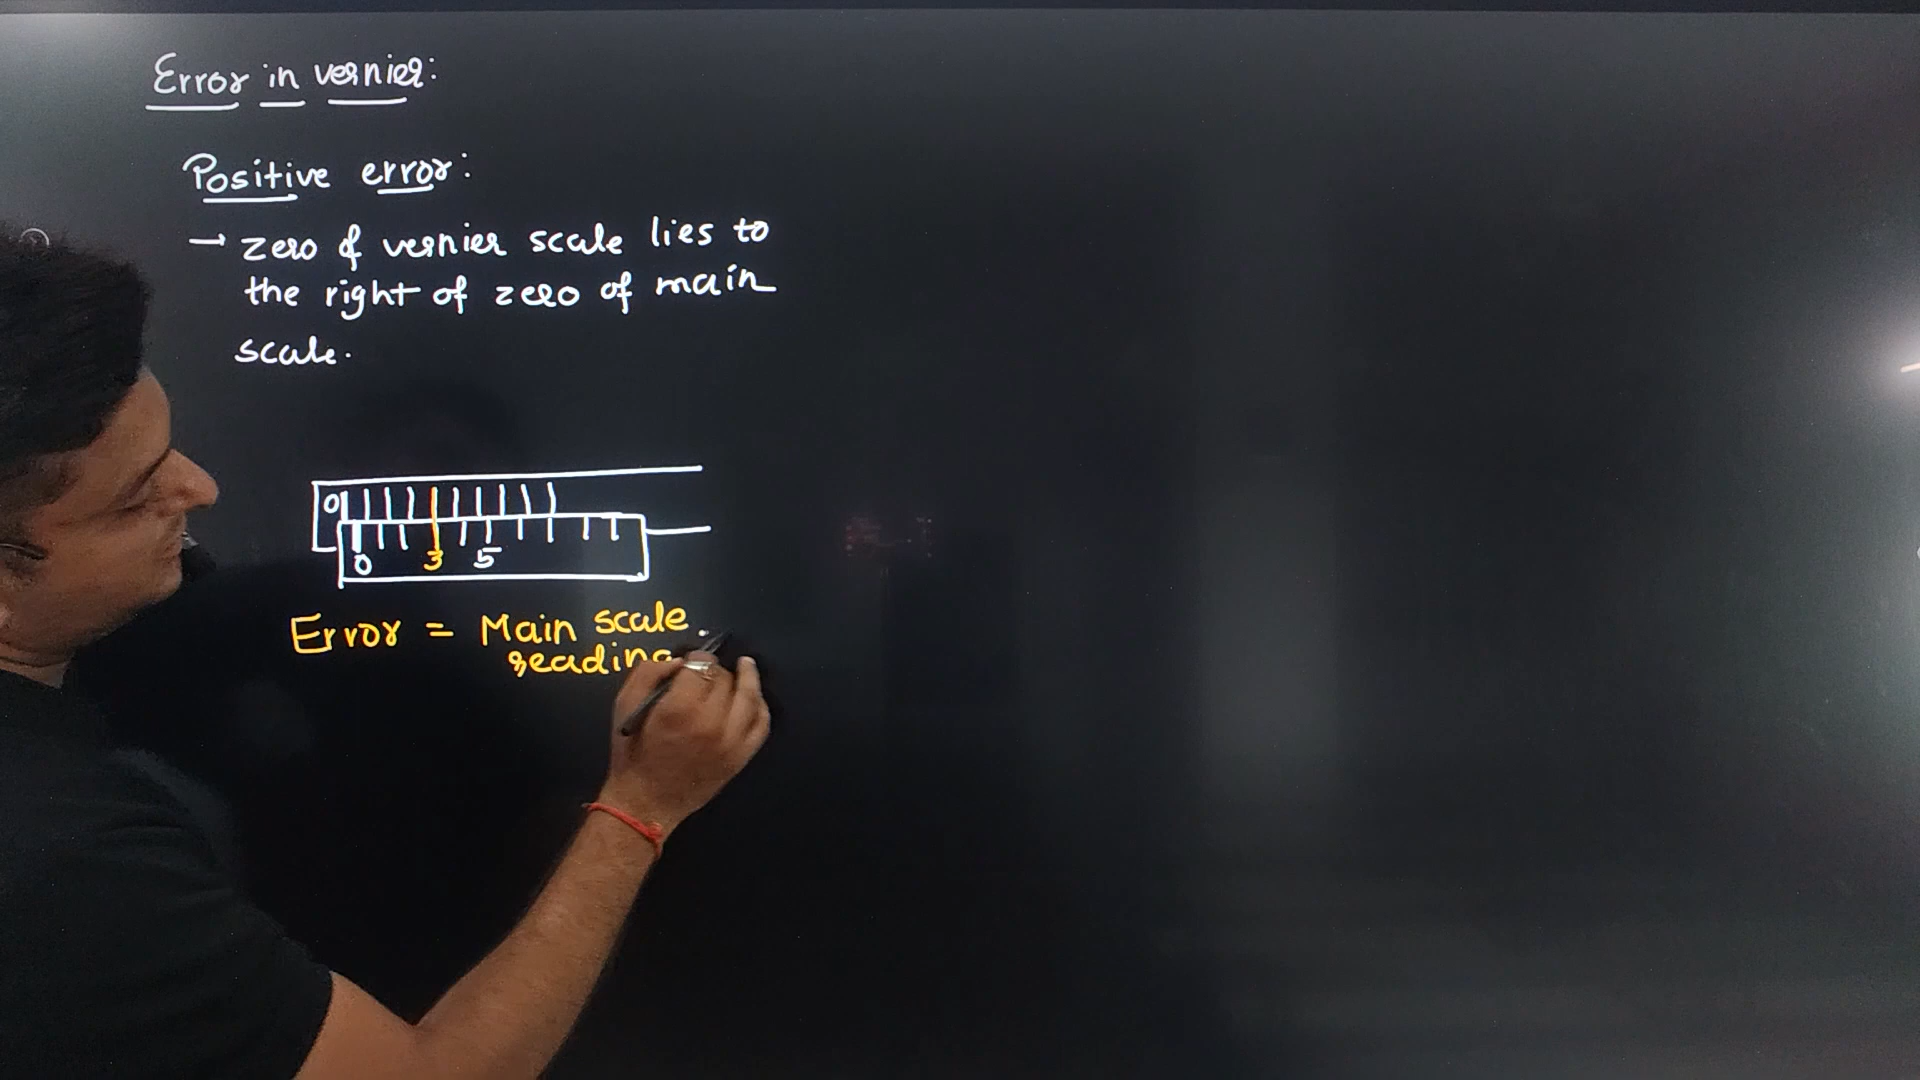 Error in vernier:
Positive error:
→ zero of vernier scale lies to
the right of zero of main
scale.
0
0 3 5
Error = Main scale
reading